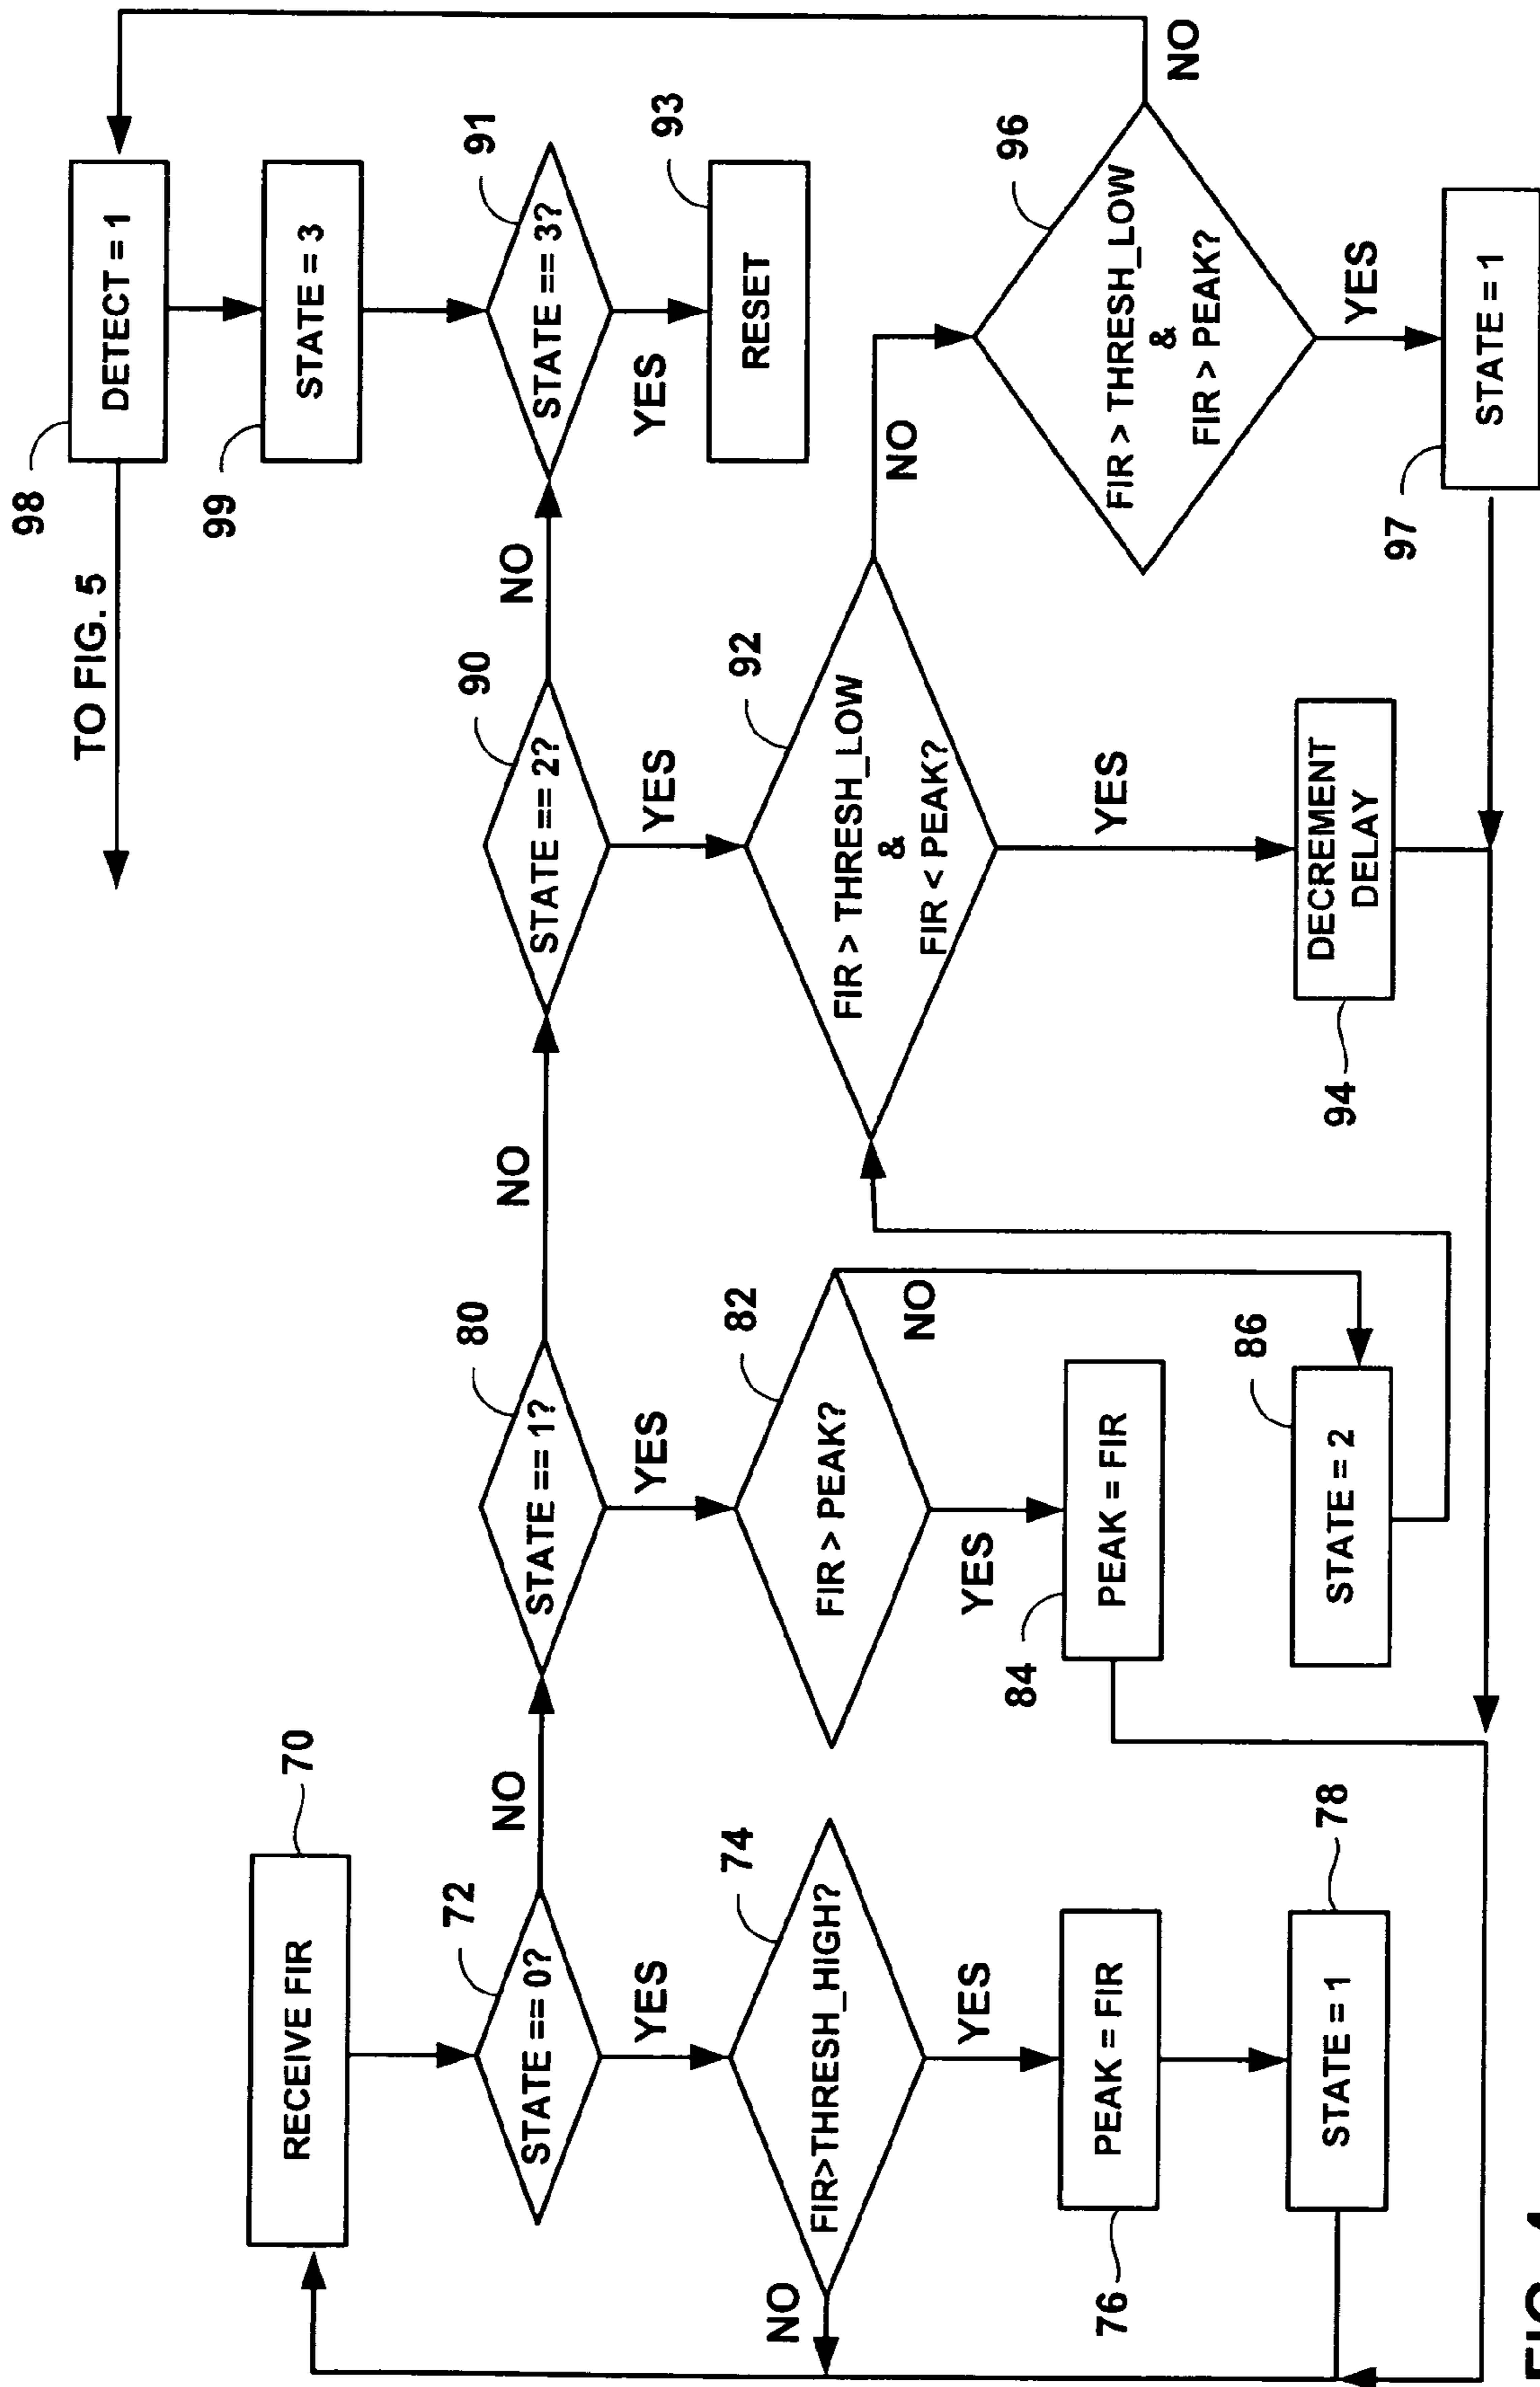 TO FIG. 5
98
DETECT = 1
99
STATE = 3
70
RECEIVE FIR
72
STATE == 0?
NO
80
STATE == 1?
NO
90
STATE == 2?
NO
91
STATE == 3?
YES
YES
YES
YES
93
RESET
74
FIR>THRESH_HIGH?
NO
YES
82
FIR > PEAK?
NO
YES
92
FIR > THRESH_LOW
&
FIR < PEAK?
NO
YES
96
FIR > THRESH_LOW
&
FIR > PEAK?
NO
YES
76
PEAK = FIR
84
PEAK = FIR
78
STATE = 1
86
STATE = 2
94
DECREMENT
DELAY
97
STATE = 1